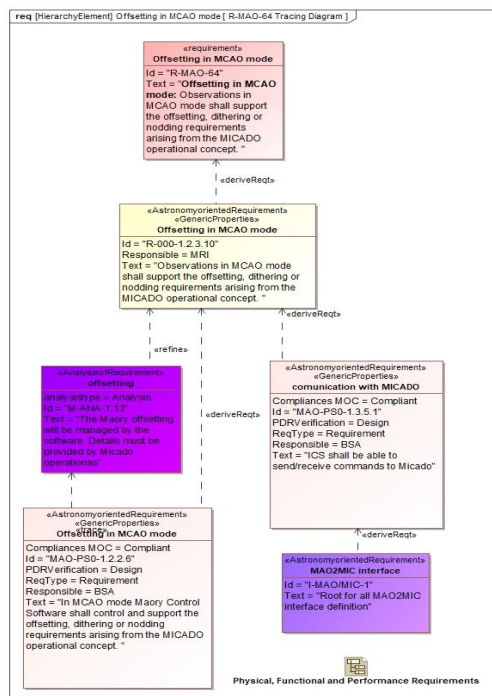 req [HierarchyElement] Offsetting in MCAO mode [ R-MAO-64 Tracing Diagram ]
«requirement»
Offsetting in MCAO mode
Id = "R-MAO-64"
Text = "Offsetting in MCAO
mode: Observations in
MCAO mode shall support
the offsetting, dithering or
nodding requirements
arising from the MICADO
operational concept. "
«deriveReqt»
«AstronomyorientedRequirement»
«GenericProperties»
Offsetting in MCAO mode
Id = "R-000-1.2.3.10"
Responsible = MRI
Text = "Observations in MCAO mode
shall support the offsetting, dithering or
nodding requirements arising from the
MICADO operational concept. "
«deriveReqt»
«refine»
«AnalysisofRequirement»
offsetting
analysistype = Analysis
Id = "M-ANA-1.13"
Text = "The Maory offsetting
will be managed by the
software. Details must be
provided by Micado
operationas"
«deriveReqt»
«AstronomyorientedRequirement»
«GenericProperties»
comunication with MICADO
Compliances MOC = Compliant
Id = "MAO-PS0-1.3.5.1"
PDRVerification = Design
ReqType = Requirement
Responsible = BSA
Text = "ICS shall be able to
send/receive commands to Micado"
«AstronomyorientedRequirement»
«GenericProperties»
«trace»
Offsetting in MCAO mode
Compliances MOC = Compliant
Id = "MAO-PS0-1.2.2.6"
PDRVerification = Design
ReqType = Requirement
Responsible = BSA
Text = "In MCAO mode Maory Control
Software shall control and support the
offsetting, dithering or nodding
requirements arising from the MICADO
operational concept. "
«deriveReqt»
«AstronomyorientedRequirement»
MAO2MIC interface
Id = "I-MAO/MIC-1"
Text = "Root for all MAO2MIC
interface definition"
Physical, Functional and Performance Requirements